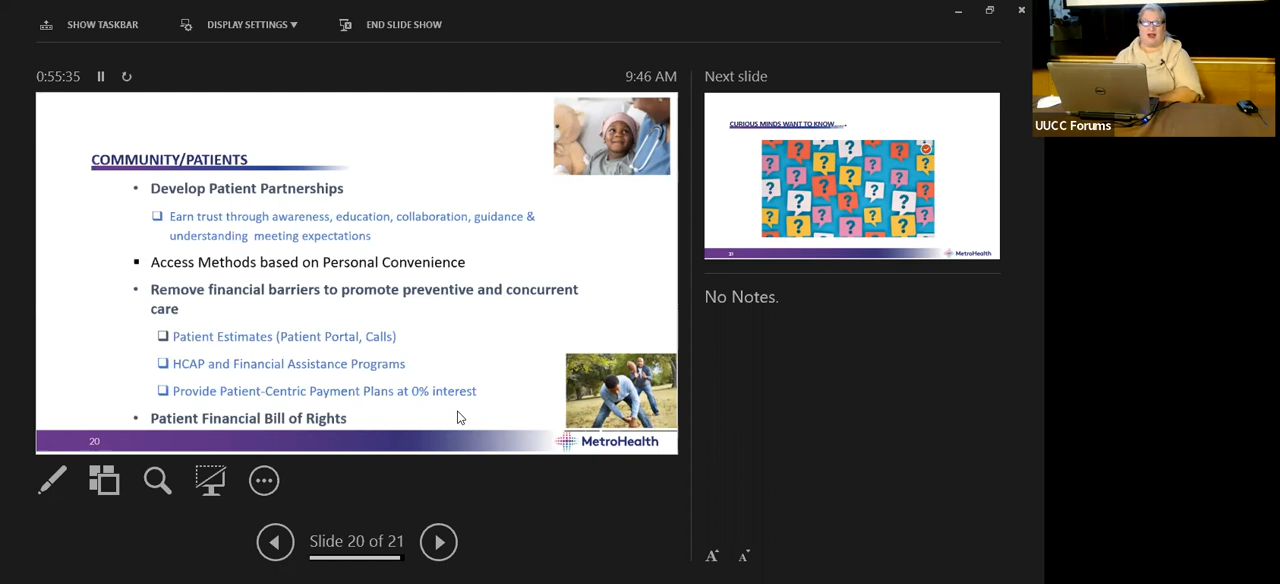 SHOW TASKBAR
DISPLAY SETTINGS
END SLIDE SHOW
0:55:35
9:46 AM
COMMUNITY/PATIENTS
• Develop Patient Partnerships
Earn trust through awareness, education, collaboration, guidance &
understanding meeting expectations
▪ Access Methods based on Personal Convenience
• Remove financial barriers to promote preventive and concurrent
care
Patient Estimates (Patient Portal, Calls)
HCAP and Financial Assistance Programs
Provide Patient-Centric Payment Plans at 0% interest
• Patient Financial Bill of Rights
20
MetroHealth
Slide 20 of 21
Next slide
CURIOUS MINDS WANT TO KNOW
? ? ? ? ? ? ?
21
MetroHealth
No Notes.
A A
UUCC Forums
DELL